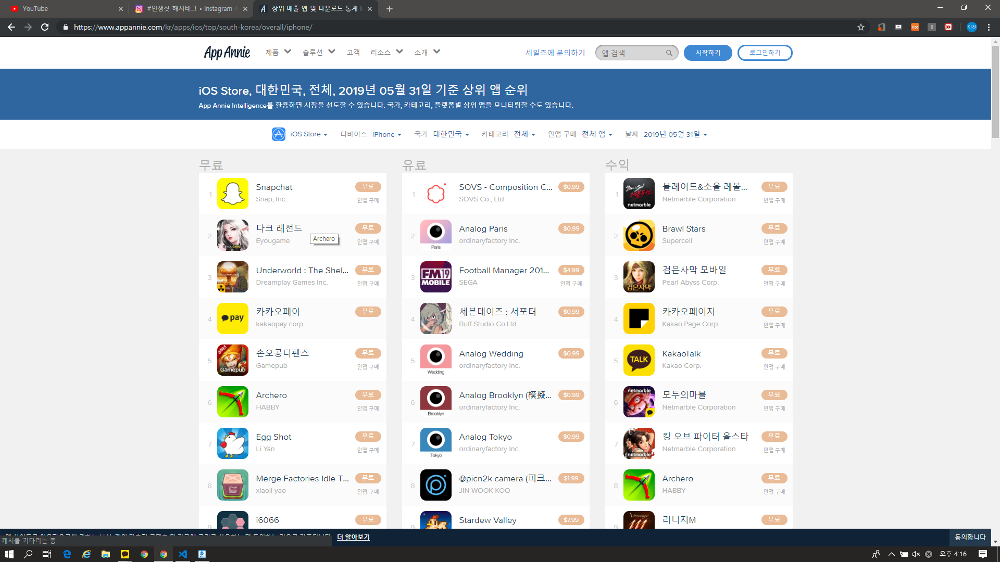 YouTube
#인생샷 해시태그 • Instagram
상위 매출 앱 및 다운로드 통계
https://www.appannie.com/kr/apps/ios/top/south-korea/overall/iphone/
인천
App Annie
제품
솔루션
고객
리소스
소개
세일즈에 문의하기
앱 검색
시작하기
로그인하기
iOS Store, 대한민국, 전체, 2019년 05월 31일 기준 상위 앱 순위
App Annie Intelligence를 활용하면 시장을 선도할 수 있습니다. 국가, 카테고리, 플랫폼별 상위 앱을 모니터링할 수도 있습니다.
iOS Store
디바이스 iPhone
국가 대한민국
카테고리 전체
인앱 구매 전체 앱
날짜 2019년 05월 31일
무료
1 Snapchat 무료
Snap, Inc. 인앱 구매
2 다크 레전드 무료
Eyougame 인앱 구매
EYOUGAME
Archero
3 Underworld : The Shel... 무료
Dreamplay Games Inc. 인앱 구매
pay
4 카카오페이 무료
kakaopay corp.
3주년
Gamepub
5 손오공디펜스 무료
Gamepub 인앱 구매
6 Archero 무료
HABBY 인앱 구매
7 Egg Shot 무료
Li Yan 인앱 구매
8 Merge Factories Idle T... 무료
xiaoli yao 인앱 구매
9 i6066 무료
유료
1 SOVS - Composition C... $0.99
SOVS Co., Ltd
Paris
2 Analog Paris $0.99
ordinaryfactory Inc.
FM19
MOBILE
3 Football Manager 201... $4.99
SEGA 인앱 구매
4 세븐데이즈 : 서포터 $0.99
Buff Studio Co.Ltd.
Wedding
5 Analog Wedding $0.99
ordinaryfactory Inc.
Brooklyn
6 Analog Brooklyn (模擬... $0.99
ordinaryfactory Inc.
Tokyo
7 Analog Tokyo $0.99
ordinaryfactory Inc.
8 @picn2k camera (피크... $1.99
JIN WOOK KOO
9 Stardew Valley $7.99
수익
netmarble
1 블레이드&소울 레볼... 무료
Netmarble Corporation 인앱 구매
2 Brawl Stars 무료
Supercell 인앱 구매
검은사막
3 검은사막 모바일 무료
Pearl Abyss Corp. 인앱 구매
4 카카오페이지 무료
Kakao Page Corp. 인앱 구매
TALK
5 KakaoTalk 무료
Kakao Corp. 인앱 구매
netmarble
6 모두의마블 무료
Netmarble Corporation 인앱 구매
netmarble
7 킹 오브 파이터 올스타 무료
Netmarble Corporation 인앱 구매
8 Archero 무료
HABBY 인앱 구매
Lineage
9 리니지M 무료
더 알아보기
동의합니다
캐시를 기다리는 중...
오후 4:16